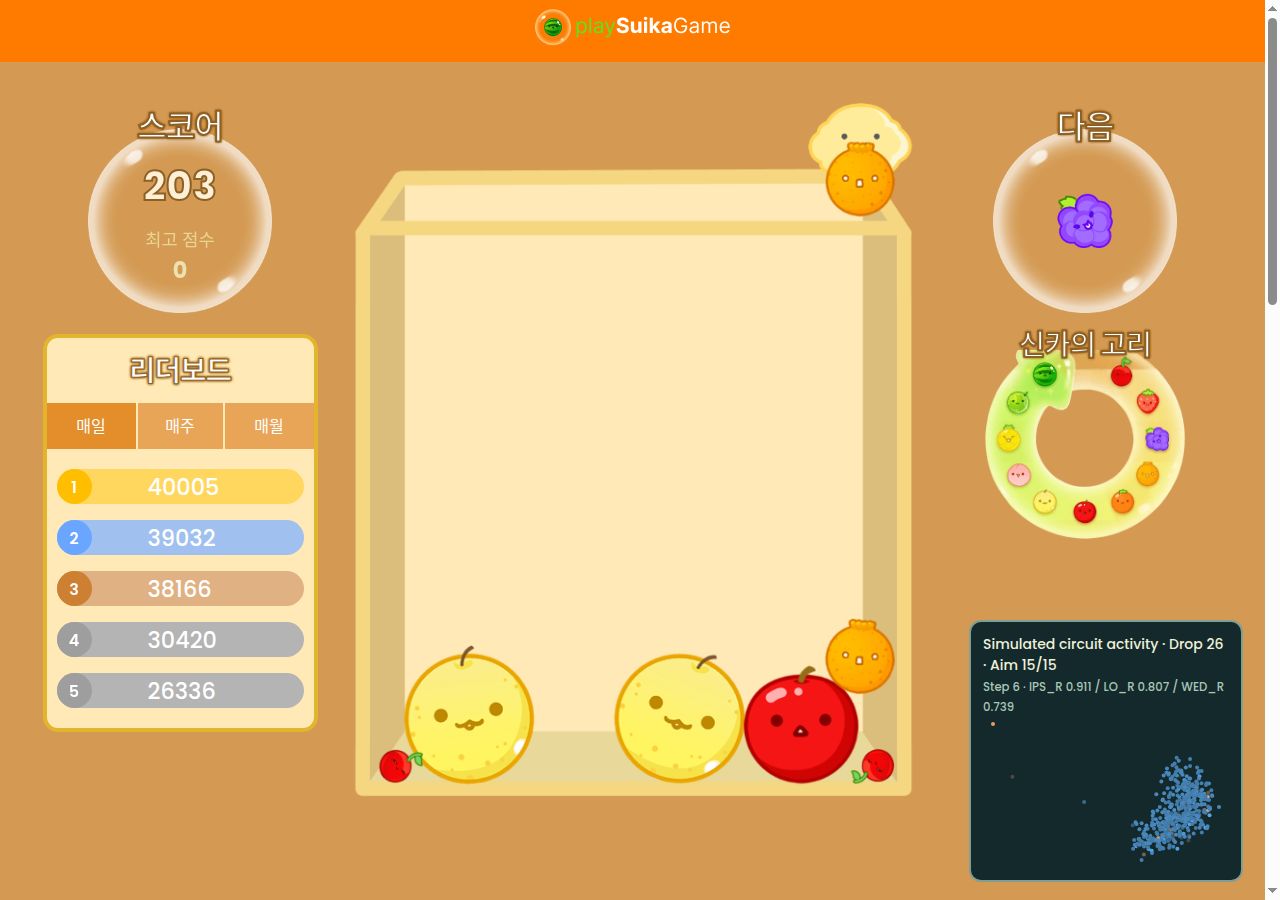 playSuikaGame
스코어
203
최고 점수
0
다음
리더보드
매일 매주 매월
1 40005
2 39032
3 38166
4 30420
5 26336
신카의 고리
Simulated circuit activity · Drop 26
· Aim 15/15
Step 6 · IPS_R 0.911 / LO_R 0.807 / WED_R
0.739